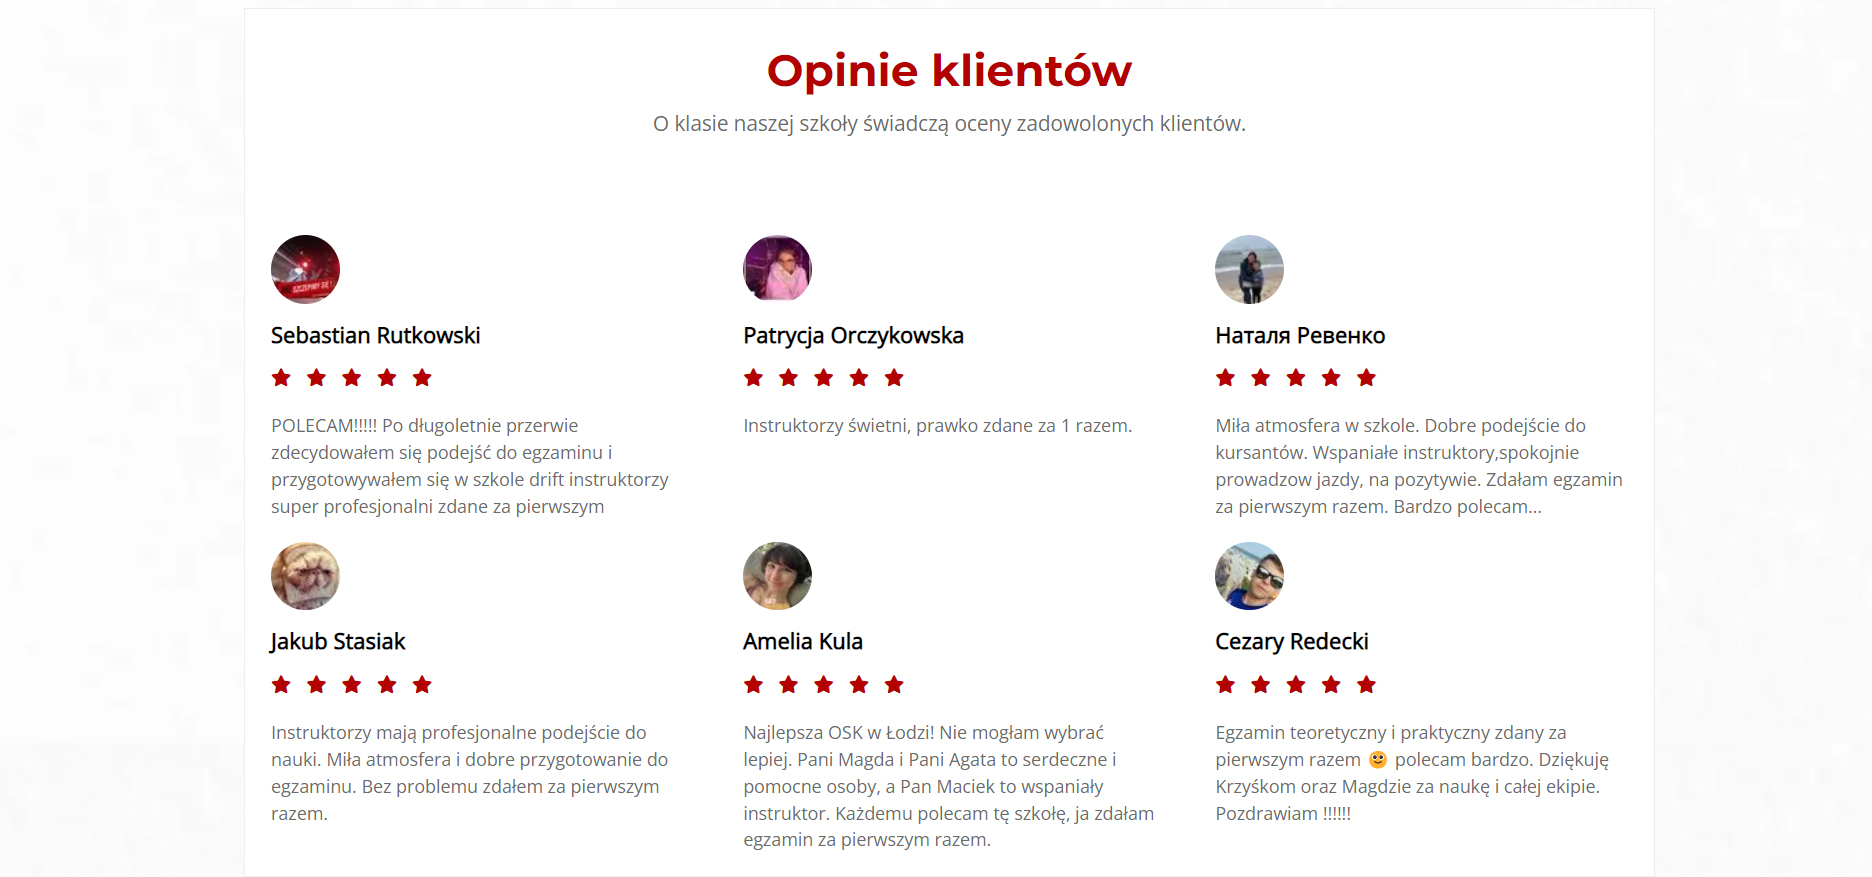 Opinie klientów
O klasie naszej szkoły świadczą oceny zadowolonych klientów.
Sebastian Rutkowski
POLECAM!!!!! Po długoletnie przerwie
zdecydowałem się podejść do egzaminu i
przygotowywałem się w szkole drift instruktorzy
super profesjonalni zdane za pierwszym
Patrycja Orczykowska
Instruktorzy świetni, prawko zdane za 1 razem.
Наталя Ревенко
Miła atmosfera w szkole. Dobre podejście do
kursantów. Wspaniałe instruktory,spokojnie
prowadzow jazdy, na pozytywie. Zdałam egzamin
za pierwszym razem. Bardzo polecam...
Jakub Stasiak
Instruktorzy mają profesjonalne podejście do
nauki. Miła atmosfera i dobre przygotowanie do
egzaminu. Bez problemu zdałem za pierwszym
razem.
Amelia Kula
Najlepsza OSK w Łodzi! Nie mogłam wybrać
lepiej. Pani Magda i Pani Agata to serdeczne i
pomocne osoby, a Pan Maciek to wspaniały
instruktor. Każdemu polecam tę szkołę, ja zdałam
egzamin za pierwszym razem.
Cezary Redecki
Egzamin teoretyczny i praktyczny zdany za
pierwszym razem 🙂 polecam bardzo. Dziękuję
Krzyśkom oraz Magdzie za naukę i całej ekipie.
Pozdrawiam !!!!!!